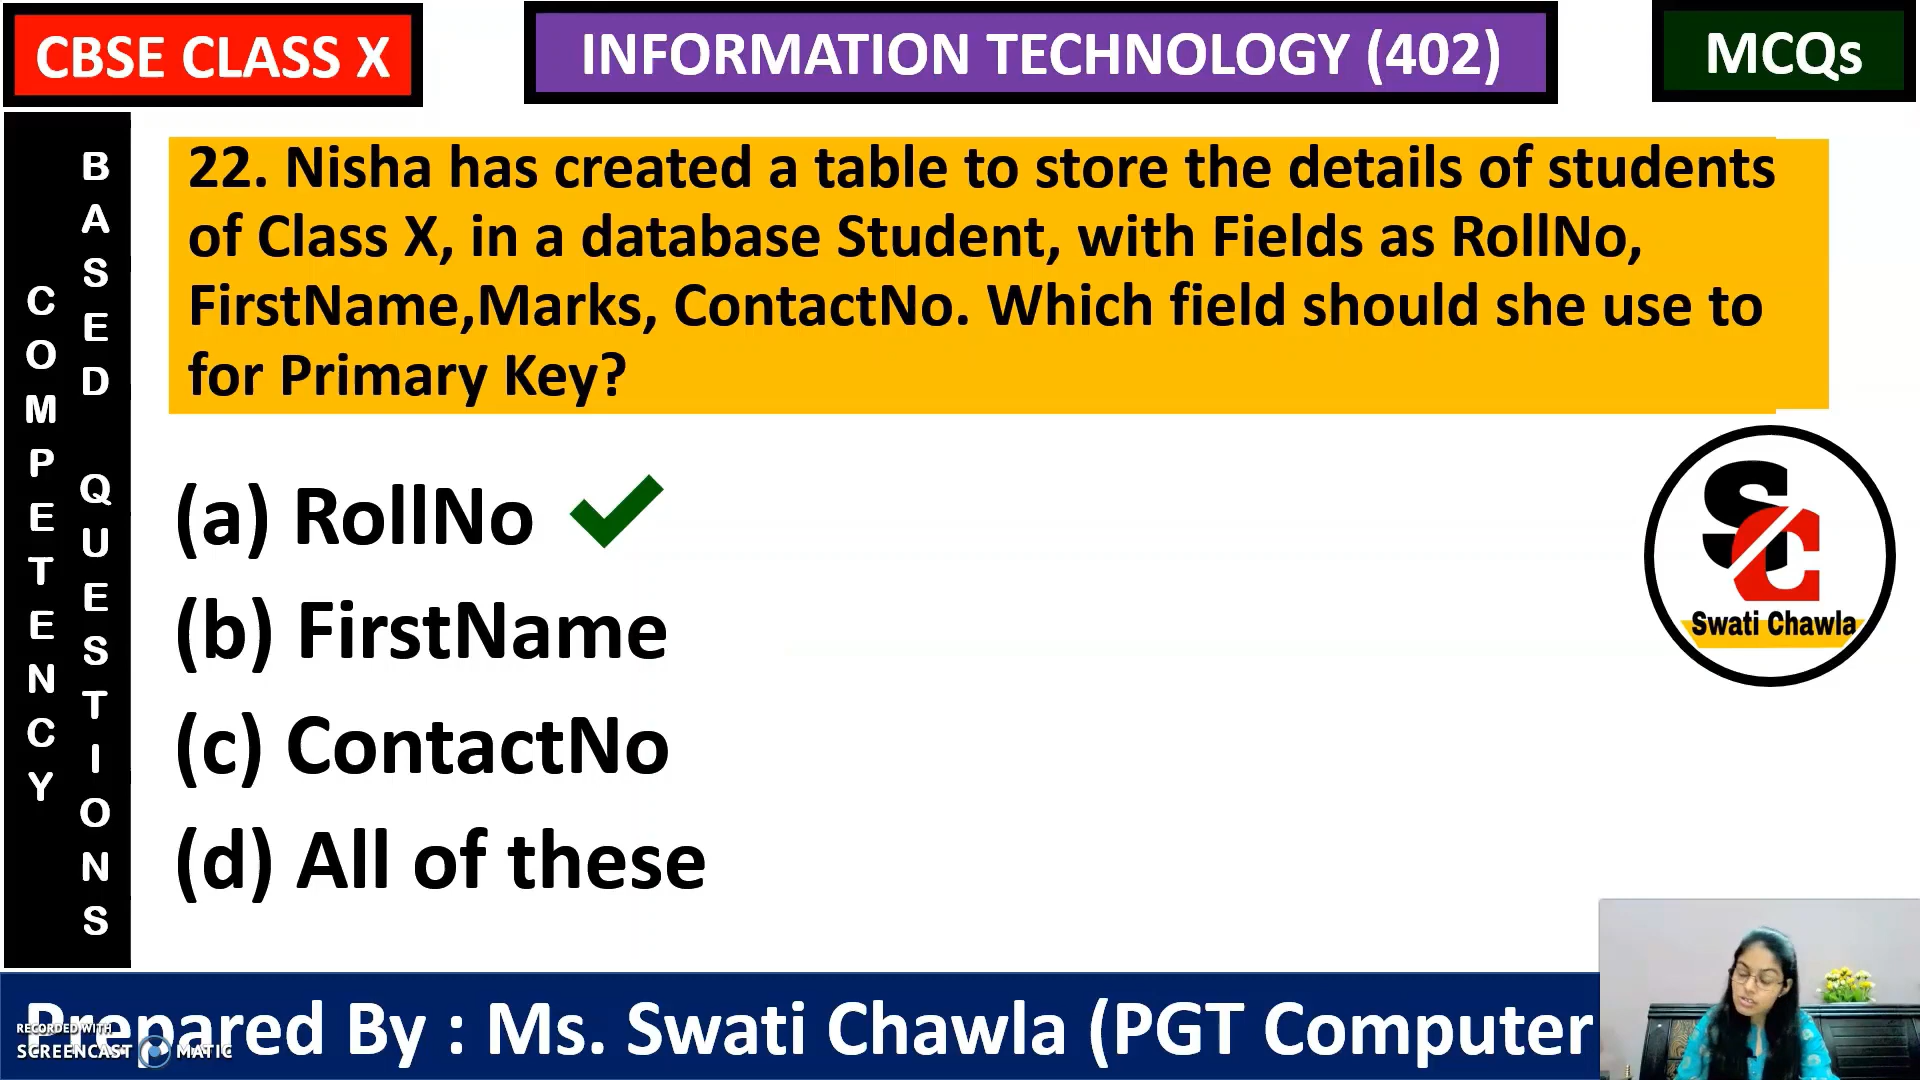 CBSE CLASS X
INFORMATION TECHNOLOGY (402)
MCQs
COMPETENCY
BASED QUESTIONS
22. Nisha has created a table to store the details of students
of Class X, in a database Student, with Fields as RollNo,
FirstName,Marks, ContactNo. Which field should she use to
for Primary Key?
(a) RollNo
(b) FirstName
(c) ContactNo
(d) All of these
SC
Swati Chawla
Prepared By : Ms. Swati Chawla (PGT Computer
RECORDED WITH
SCREENCAST MATIC